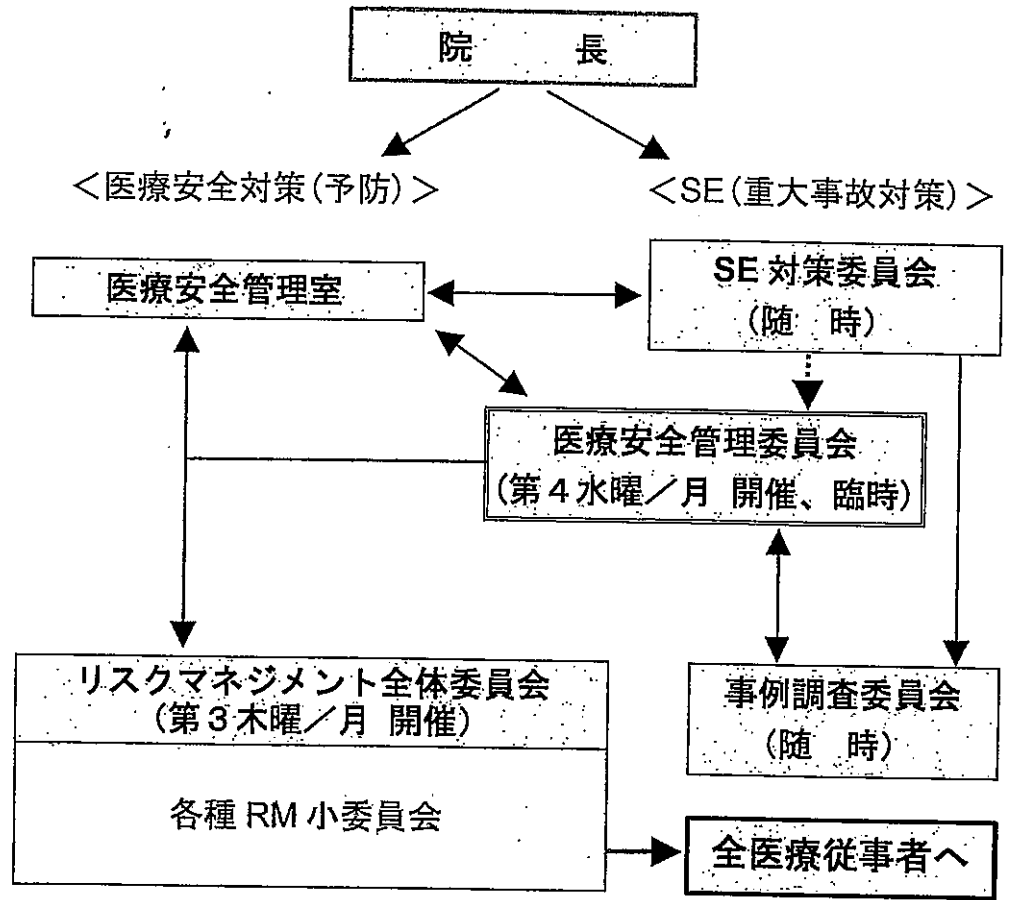 院　　　長
＜医療安全対策(予防)＞
＜SE(重大事故対策)＞
医療安全管理室
SE 対策委員会
(随　時)
医療安全管理委員会
(第４水曜／月 開催、臨時)
リスクマネジメント全体委員会
(第３木曜／月 開催)
各種 RM 小委員会
事例調査委員会
(随　時)
全医療従事者へ